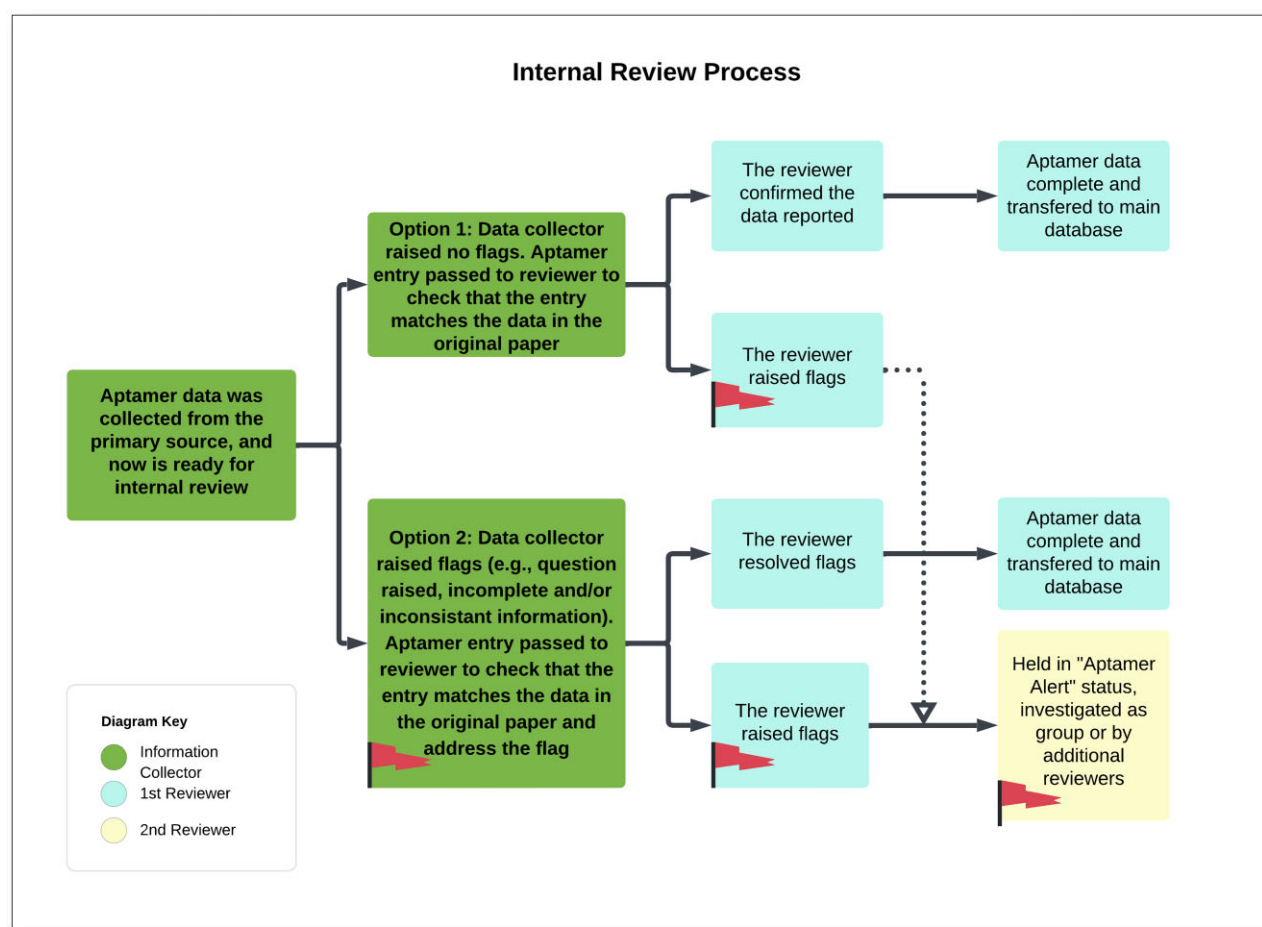 Internal Review Process
Aptamer data was
collected from the
primary source, and
now is ready for
internal review
Option 1: Data collector
raised no flags. Aptamer
entry passed to reviewer to
check that the entry
matches the data in the
original paper
The reviewer
confirmed the
data reported
Aptamer data
complete and
transfered to main
database
The reviewer
raised flags
Option 2: Data collector
raised flags (e.g., question
raised, incomplete and/or
inconsistant information).
Aptamer entry passed to
reviewer to check that the
entry matches the data in
the original paper and
address the flag
The reviewer
resolved flags
Aptamer data
complete and
transfered to main
database
The reviewer
raised flags
Held in "Aptamer
Alert" status,
investigated as
group or by
additional
reviewers
Diagram Key
Information
Collector
1st Reviewer
2nd Reviewer